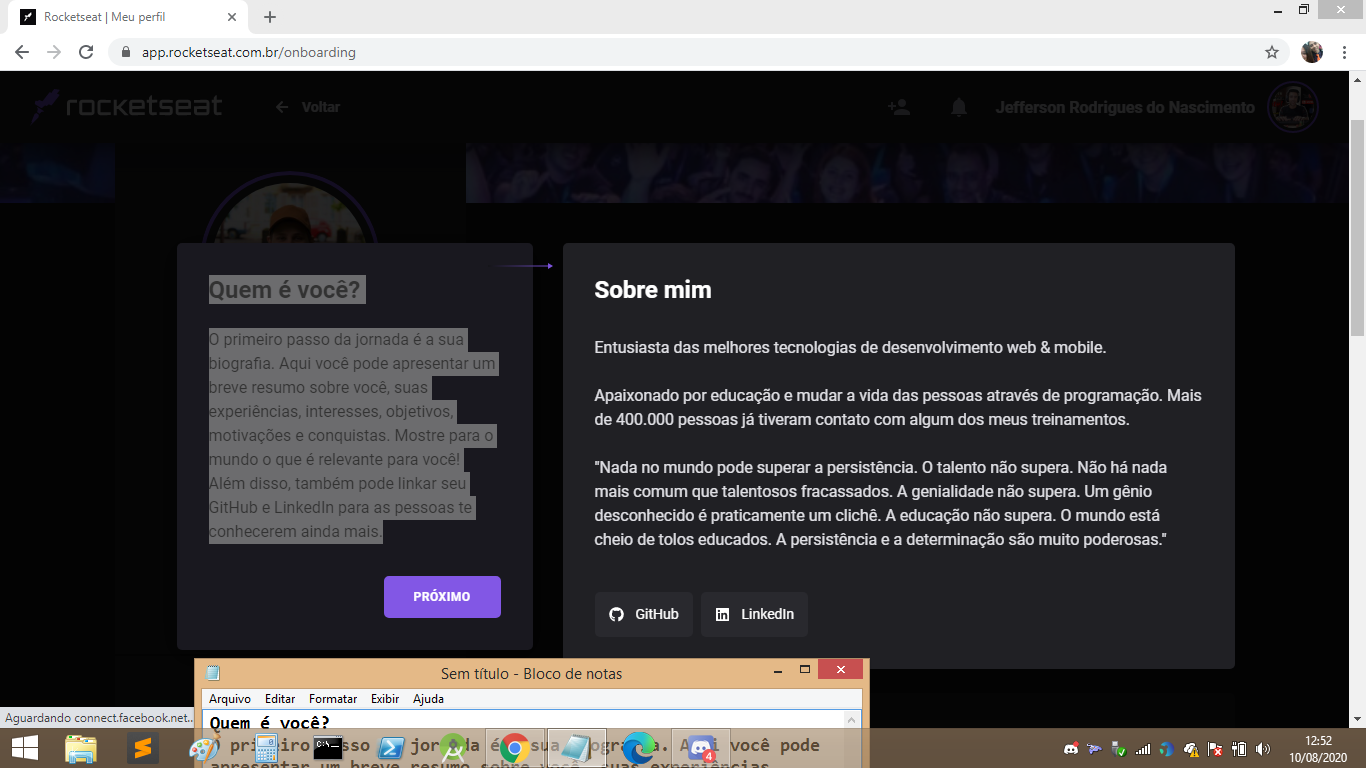 Rocketseat | Meu perfil
app.rocketseat.com.br/onboarding
rocketseat
Voltar
Jefferson Rodrigues do Nascimento
Quem é você?
O primeiro passo da jornada é a sua
biografia. Aqui você pode apresentar um
breve resumo sobre você, suas
experiências, interesses, objetivos,
motivações e conquistas. Mostre para o
mundo o que é relevante para você!
Além disso, também pode linkar seu
GitHub e LinkedIn para as pessoas te
conhecerem ainda mais.
PRÓXIMO
Sobre mim
Entusiasta das melhores tecnologias de desenvolvimento web & mobile.
Apaixonado por educação e mudar a vida das pessoas através de programação. Mais
de 400.000 pessoas já tiveram contato com algum dos meus treinamentos.
"Nada no mundo pode superar a persistência. O talento não supera. Não há nada
mais comum que talentosos fracassados. A genialidade não supera. Um gênio
desconhecido é praticamente um clichê. A educação não supera. O mundo está
cheio de tolos educados. A persistência e a determinação são muito poderosas."
GitHub
LinkedIn
Sem título - Bloco de notas
Arquivo Editar Formatar Exibir Ajuda
Aguardando connect.facebook.net...
Quem é você?
primeiro passo da jornada é a sua biografia. Aqui você pode
apresentar um breve resumo sobre você, suas experiências
4
12:52
10/08/2020